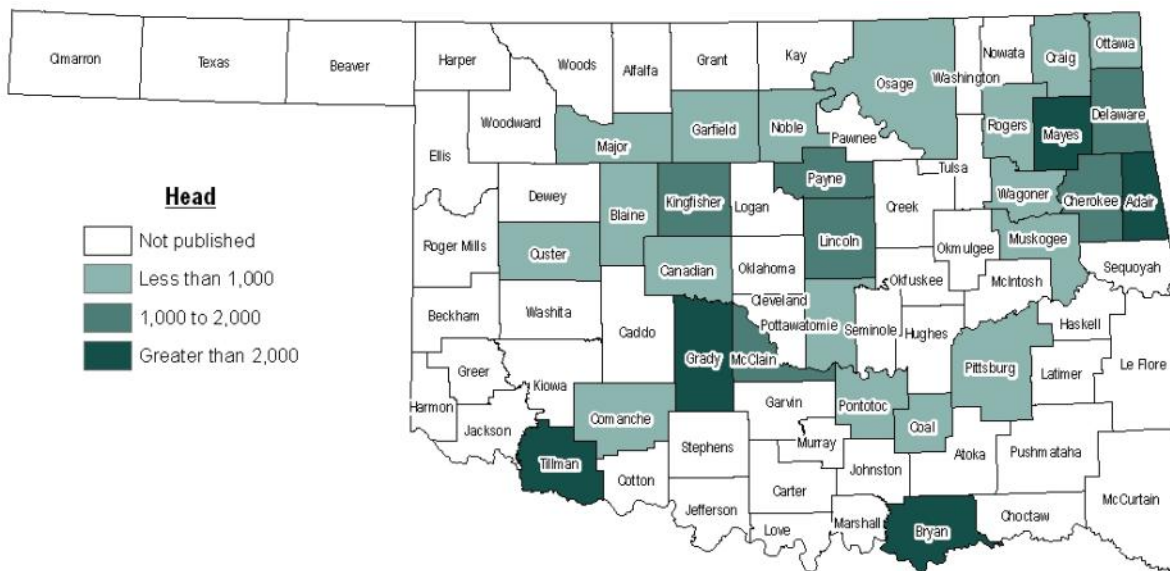 Cimarron
Texas
Beaver
Harper
Woods
Alfalfa
Grant
Kay
Osage
Washington
Nowata
Craig
Ottawa
Woodward
Major
Garfield
Noble
Pawnee
Rogers
Mayes
Delaware
Ellis
Dewey
Blaine
Kingfisher
Logan
Payne
Creek
Tulsa
Wagoner
Cherokee
Adair
Head
Not published
Less than 1,000
1,000 to 2,000
Greater than 2,000
Roger Mills
Custer
Canadian
Oklahoma
Lincoln
Okfuskee
Okmulgee
Muskogee
McIntosh
Sequoyah
Beckham
Washita
Caddo
Grady
Cleveland
McClain
Pottawatomie
Seminole
Hughes
Pittsburg
Haskell
Latimer
Le Flore
Greer
Kiowa
Harmon
Jackson
Comanche
Tillman
Cotton
Stephens
Garvin
Murray
Pontotoc
Coal
Johnston
Atoka
Pushmataha
McCurtain
Jefferson
Carter
Love
Marshall
Bryan
Choctaw